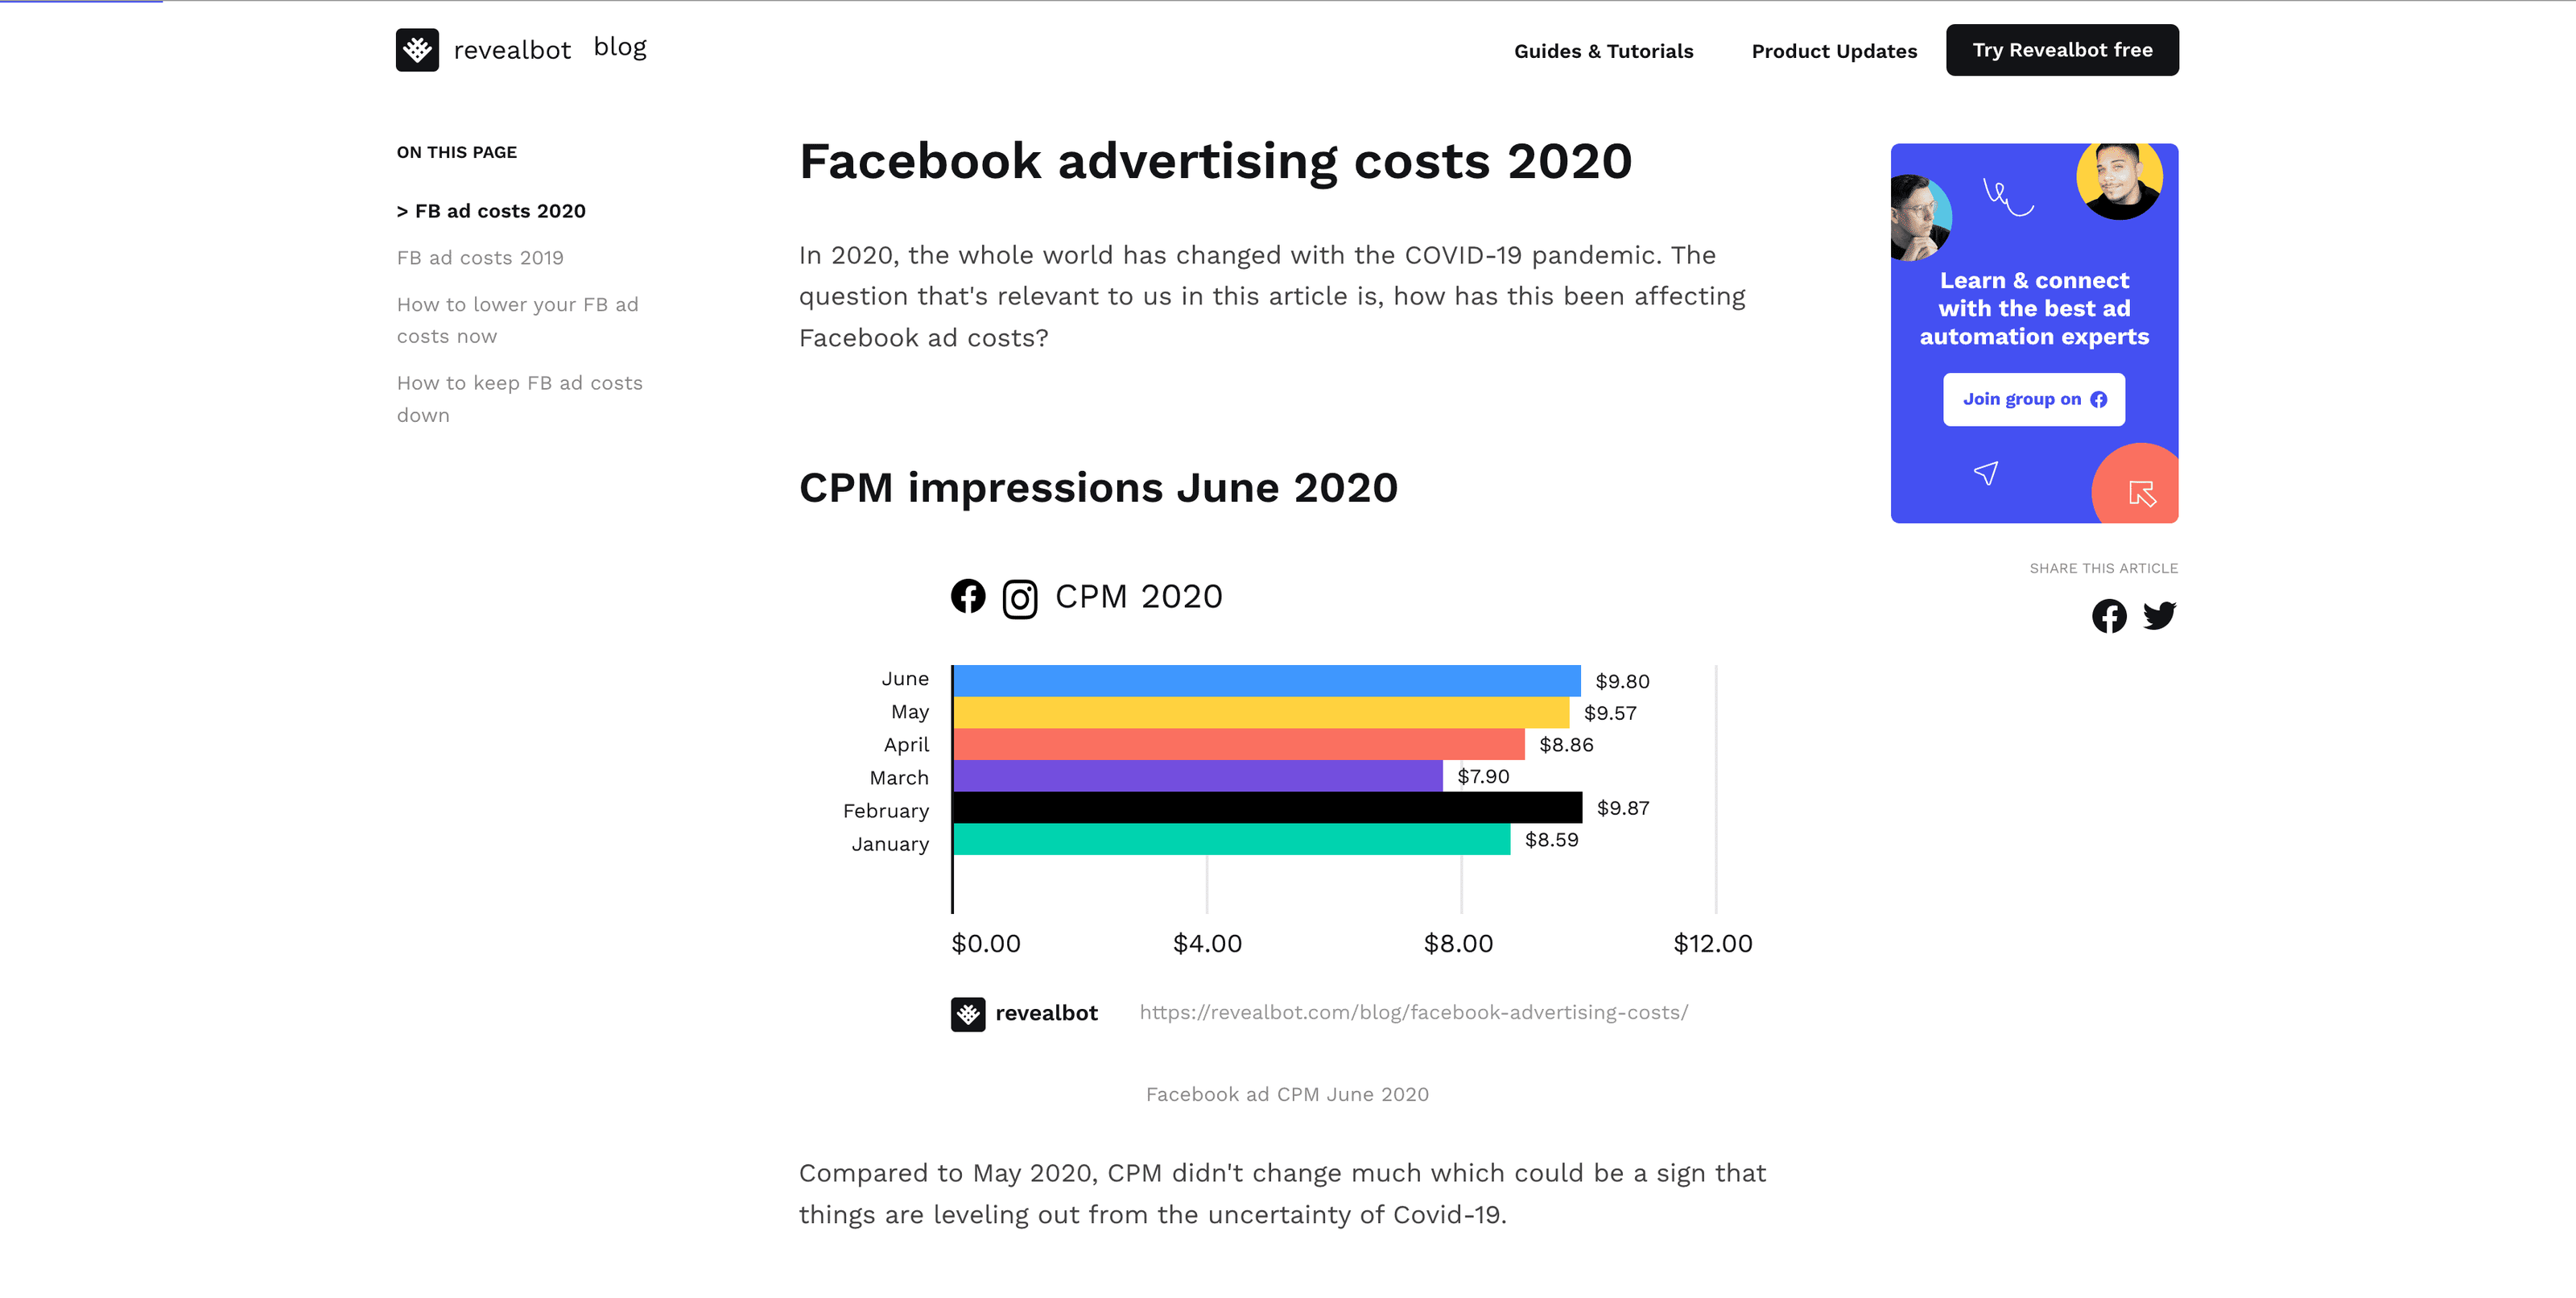 revealbot blog
Guides & Tutorials
Product Updates
Try Revealbot free
ON THIS PAGE
> FB ad costs 2020
FB ad costs 2019
How to lower your FB ad
costs now
How to keep FB ad costs
down
Facebook advertising costs 2020
In 2020, the whole world has changed with the COVID-19 pandemic. The
question that's relevant to us in this article is, how has this been affecting
Facebook ad costs?
CPM impressions June 2020
CPM 2020
June $9.80
May $9.57
April $8.86
March $7.90
February $9.87
January $8.59
$0.00 $4.00 $8.00 $12.00
revealbot https://revealbot.com/blog/facebook-advertising-costs/
Facebook ad CPM June 2020
Compared to May 2020, CPM didn't change much which could be a sign that
things are leveling out from the uncertainty of Covid-19.
Learn & connect
with the best ad
automation experts
Join group on
SHARE THIS ARTICLE